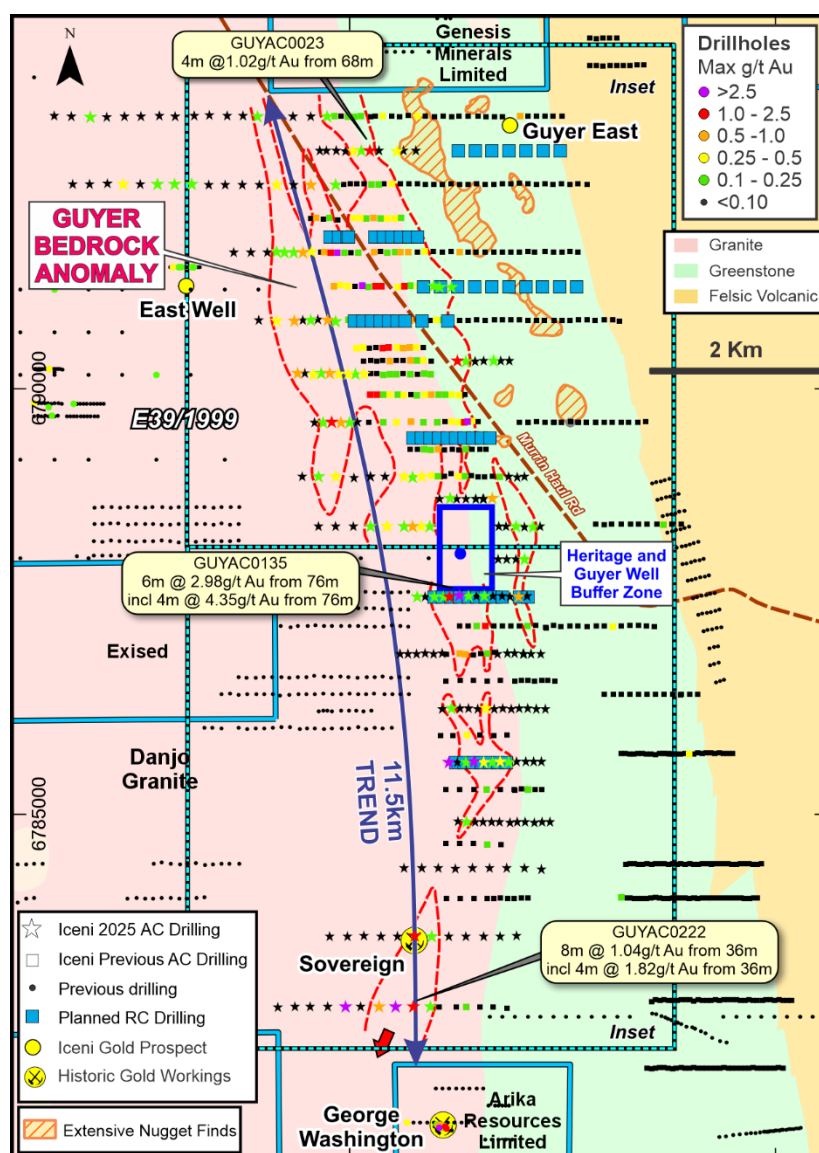 N
GUYAC0023
4m @1.02g/t Au from 68m
Genesis
Minerals
Limited
Inset
Drillholes
Max g/t Au
>2.5
1.0 - 2.5
0.5 -1.0
0.25 - 0.5
0.1 - 0.25
<0.10
Guyer East
GUYER
BEDROCK
ANOMALY
Granite
Greenstone
Felsic Volcanic
East Well
2 Km
6790000
E39/1999
Murrin Haul Rd
GUYAC0135
6m @ 2.98g/t Au from 76m
incl 4m @ 4.35g/t Au from 76m
Heritage and
Guyer Well
Buffer Zone
Exised
Danjo
Granite
11.5km
TREND
6785000
Iceni 2025 AC Drilling
Iceni Previous AC Drilling
Previous drilling
Planned RC Drilling
Iceni Gold Prospect
Historic Gold Workings
Extensive Nugget Finds
Sovereign
GUYAC0222
8m @ 1.04g/t Au from 36m
incl 4m @ 1.82g/t Au from 36m
Inset
George
Washington
Arika
Resources
Limited